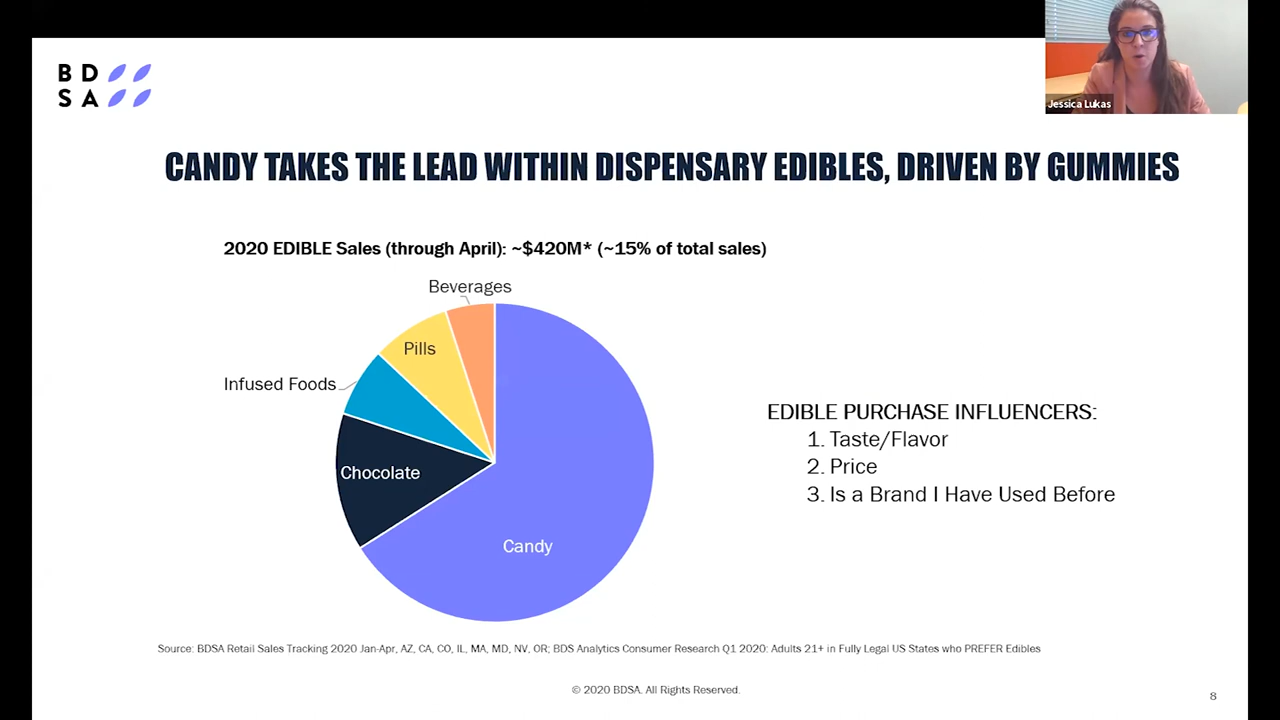 Jessica Lukas
B D
S A
CANDY TAKES THE LEAD WITHIN DISPENSARY EDIBLES, DRIVEN BY GUMMIES
2020 EDIBLE Sales (through April): ~$420M* (~15% of total sales)
Beverages
Pills
Infused Foods
Chocolate
Candy
EDIBLE PURCHASE INFLUENCERS:
1. Taste/Flavor
2. Price
3. Is a Brand I Have Used Before
Source: BDSA Retail Sales Tracking 2020 Jan-Apr, AZ, CA, CO, IL, MA, MD, NV, OR; BDS Analytics Consumer Research Q1 2020: Adults 21+ in Fully Legal US States who PREFER Edibles
© 2020 BDSA. All Rights Reserved.
8